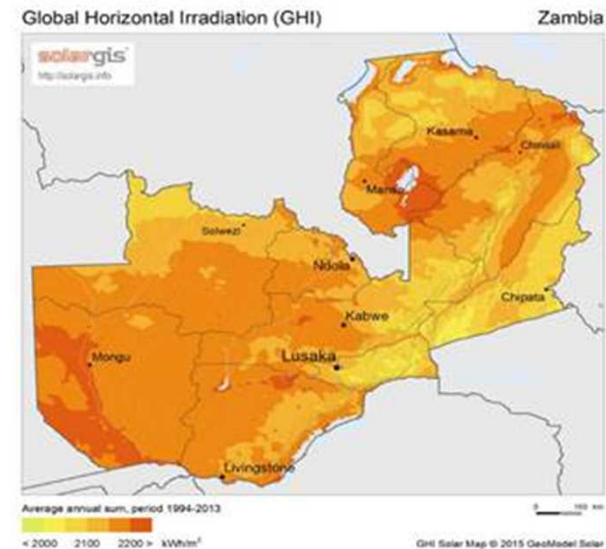 Global Horizontal Irradiation (GHI) Zambia
solargis
http://solargis.info
Kasama
Chinsali
Mansa
Solwezi
Ndola
Chipata
Kabwe
Mongu
Lusaka
Livingstone
Average annual sum, period 1994-2013
< 2000 2100 2200 > kWh/m²
100 km
GHI Solar Map © 2015 GeoModel Solar